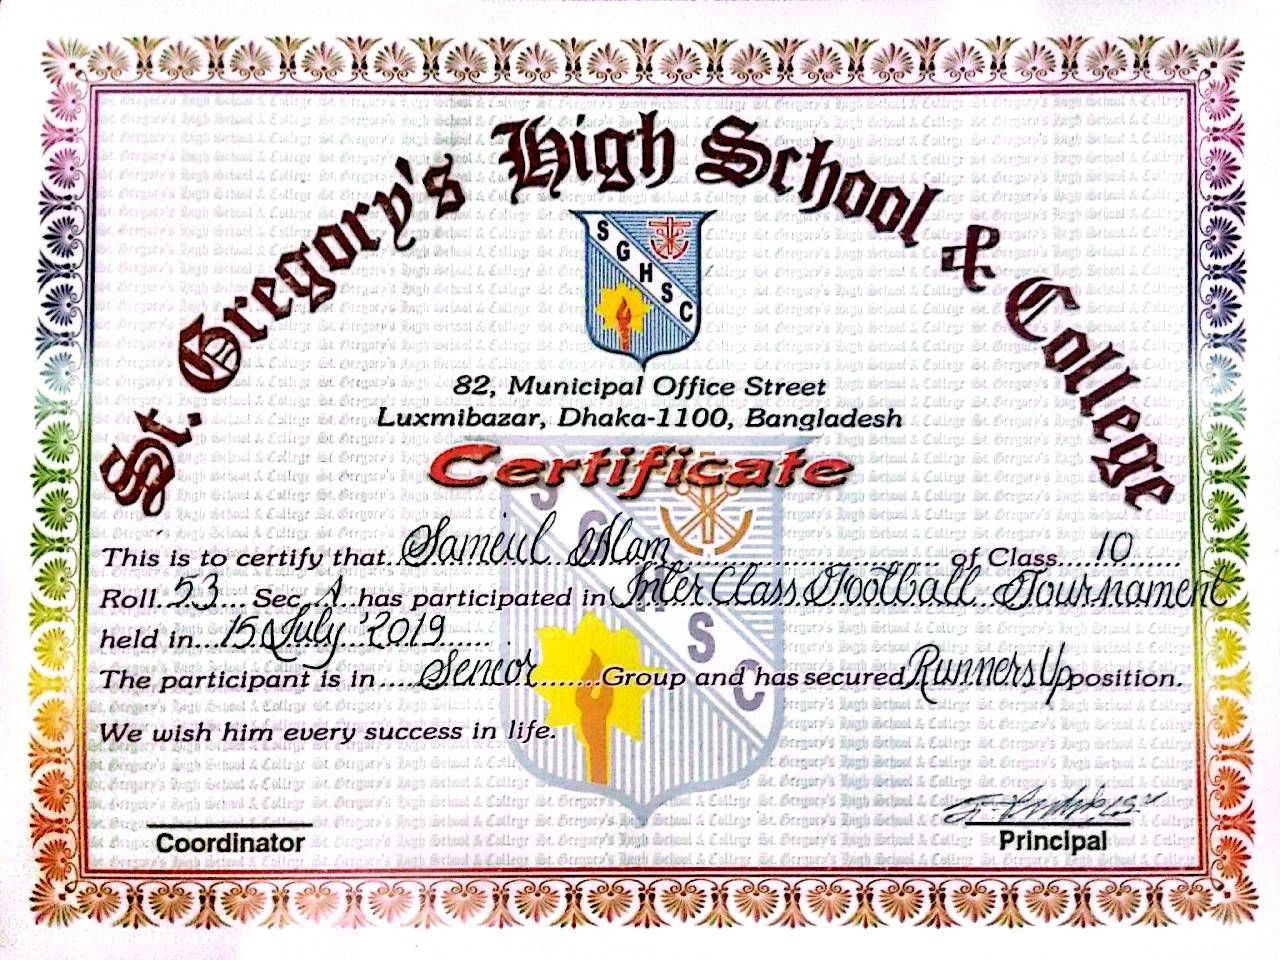 St. Gregory's High School & College
S G H S C
82, Municipal Office Street
Luxmibazar, Dhaka-1100, Bangladesh
Certificate
This is to certify that Sameiul Islam of Class 10
Roll 53 Sec A has participated in Inter Class Football Tournament
held in 15 July '2019
The participant is in Senior Group and has secured Runners Up position.
We wish him every success in life.
Coordinator
Principal